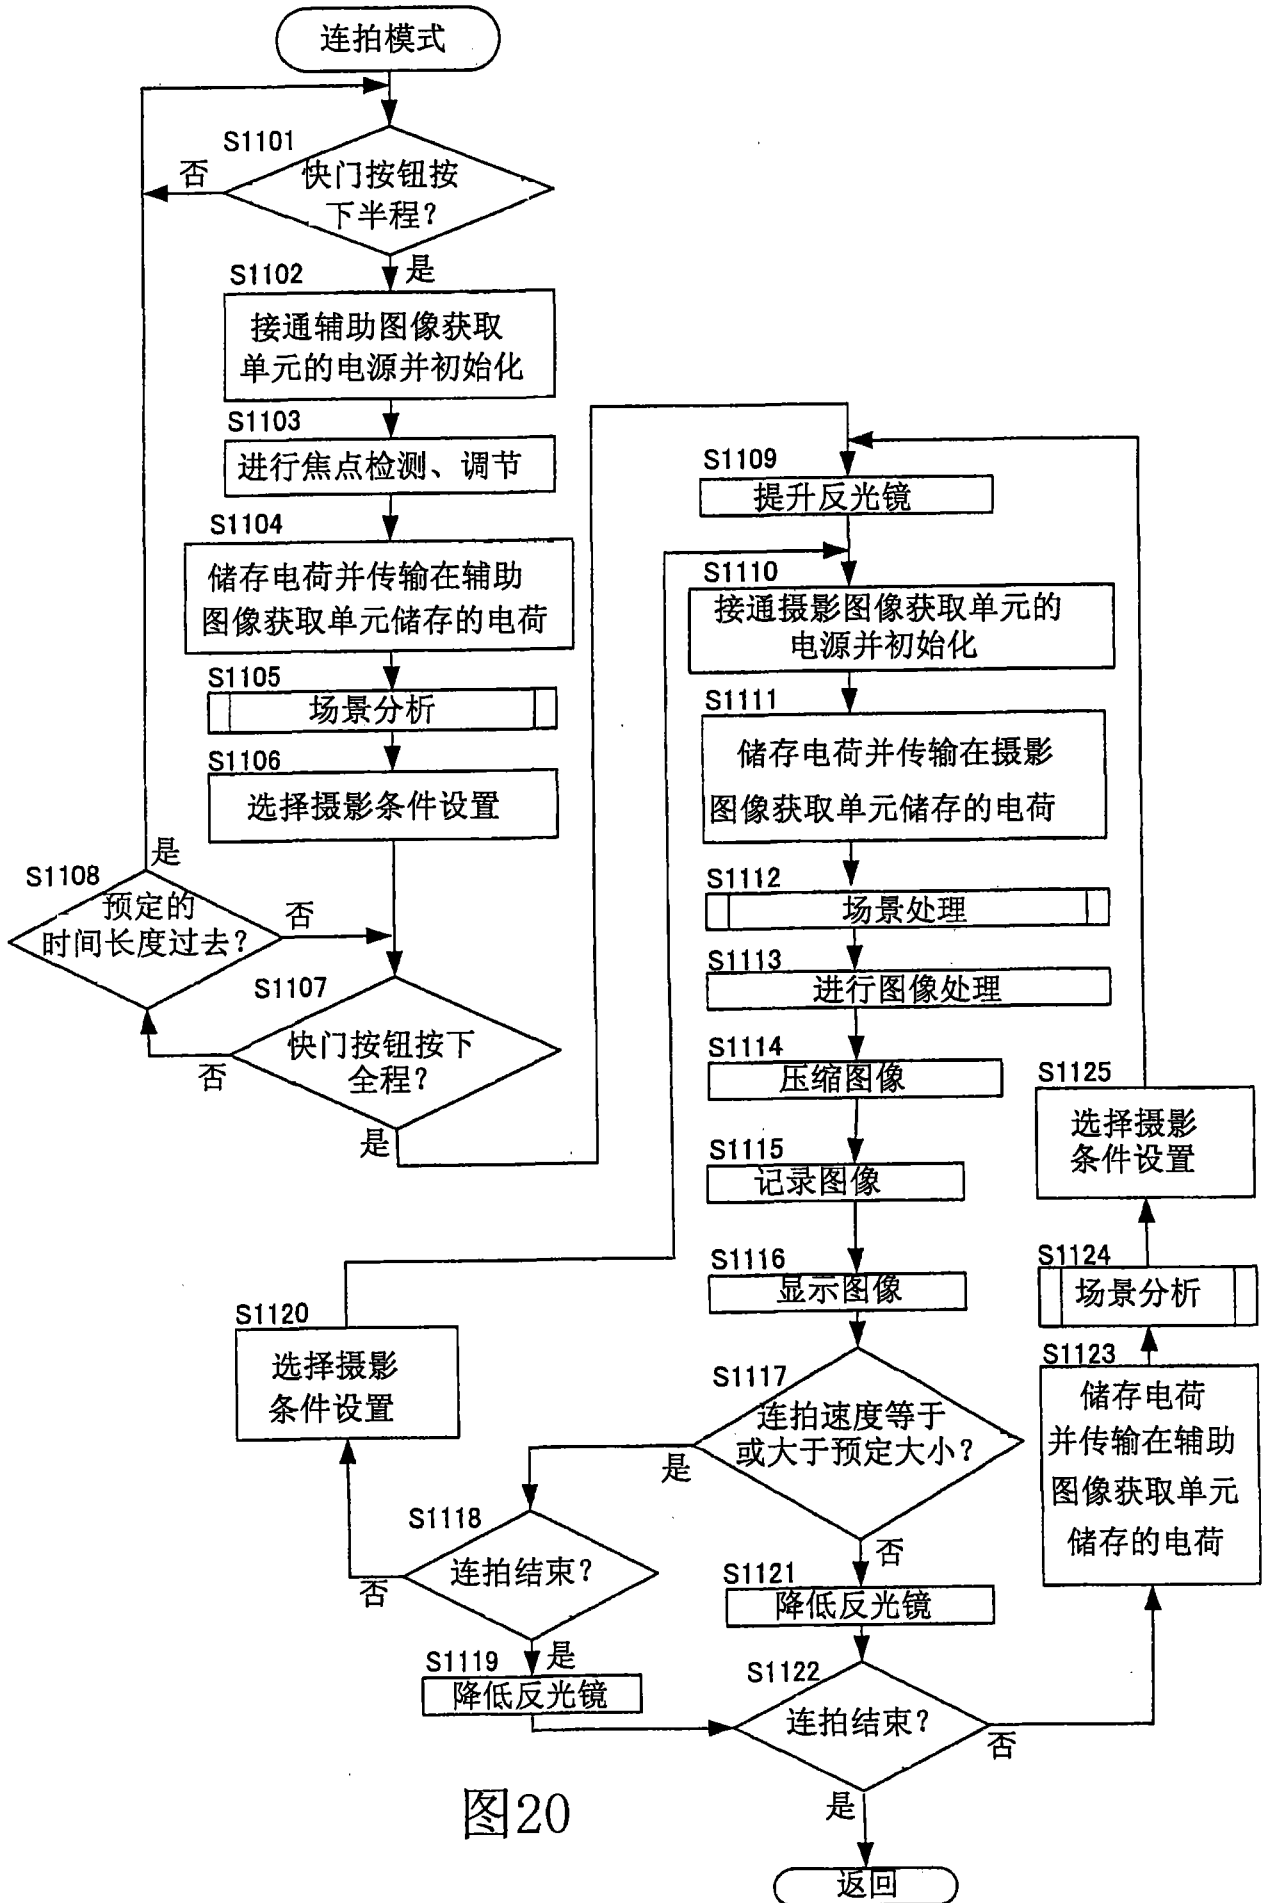 连拍模式
S1101
快门按钮按
下半程?
否
是
S1102
接通辅助图像获取
单元的电源并初始化
S1103
进行焦点检测、调节
S1104
储存电荷并传输在辅助
图像获取单元储存的电荷
S1105
场景分析
S1106
选择摄影条件设置
S1108
预定的
时间长度过去?
是
否
S1107
快门按钮按下
全程?
否
是
S1109
提升反光镜
S1110
接通摄影图像获取单元的
电源并初始化
S1111
储存电荷并传输在摄影
图像获取单元储存的电荷
S1112
场景处理
S1113
进行图像处理
S1114
压缩图像
S1115
记录图像
S1116
显示图像
S1117
连拍速度等于
或大于预定大小?
是
否
S1118
连拍结束?
否
是
S1119
降低反光镜
S1120
选择摄影
条件设置
S1121
降低反光镜
S1122
连拍结束?
否
是
S1123
储存电荷
并传输在辅助
图像获取单元
储存的电荷
S1124
场景分析
S1125
选择摄影
条件设置
返回
图20